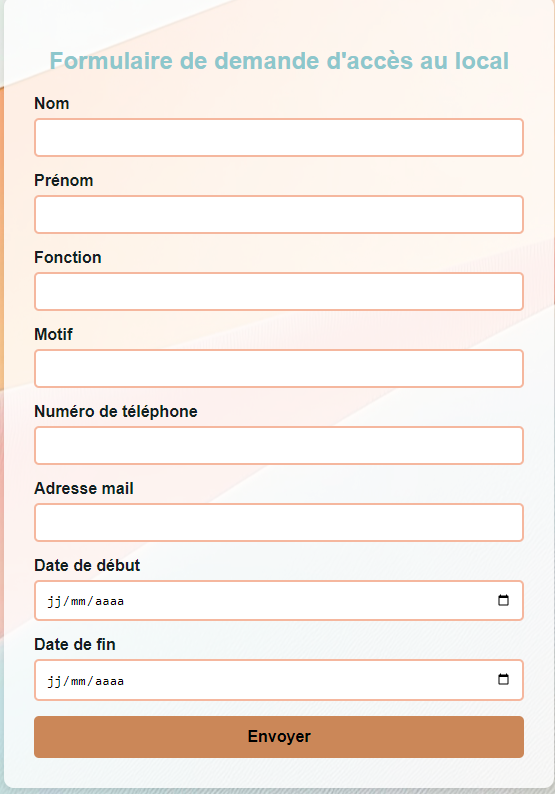 Formulaire de demande d'accès au local
Nom
Prénom
Fonction
Motif
Numéro de téléphone
Adresse mail
Date de début
jj/mm/aaaa
Date de fin
jj/mm/aaaa
Envoyer